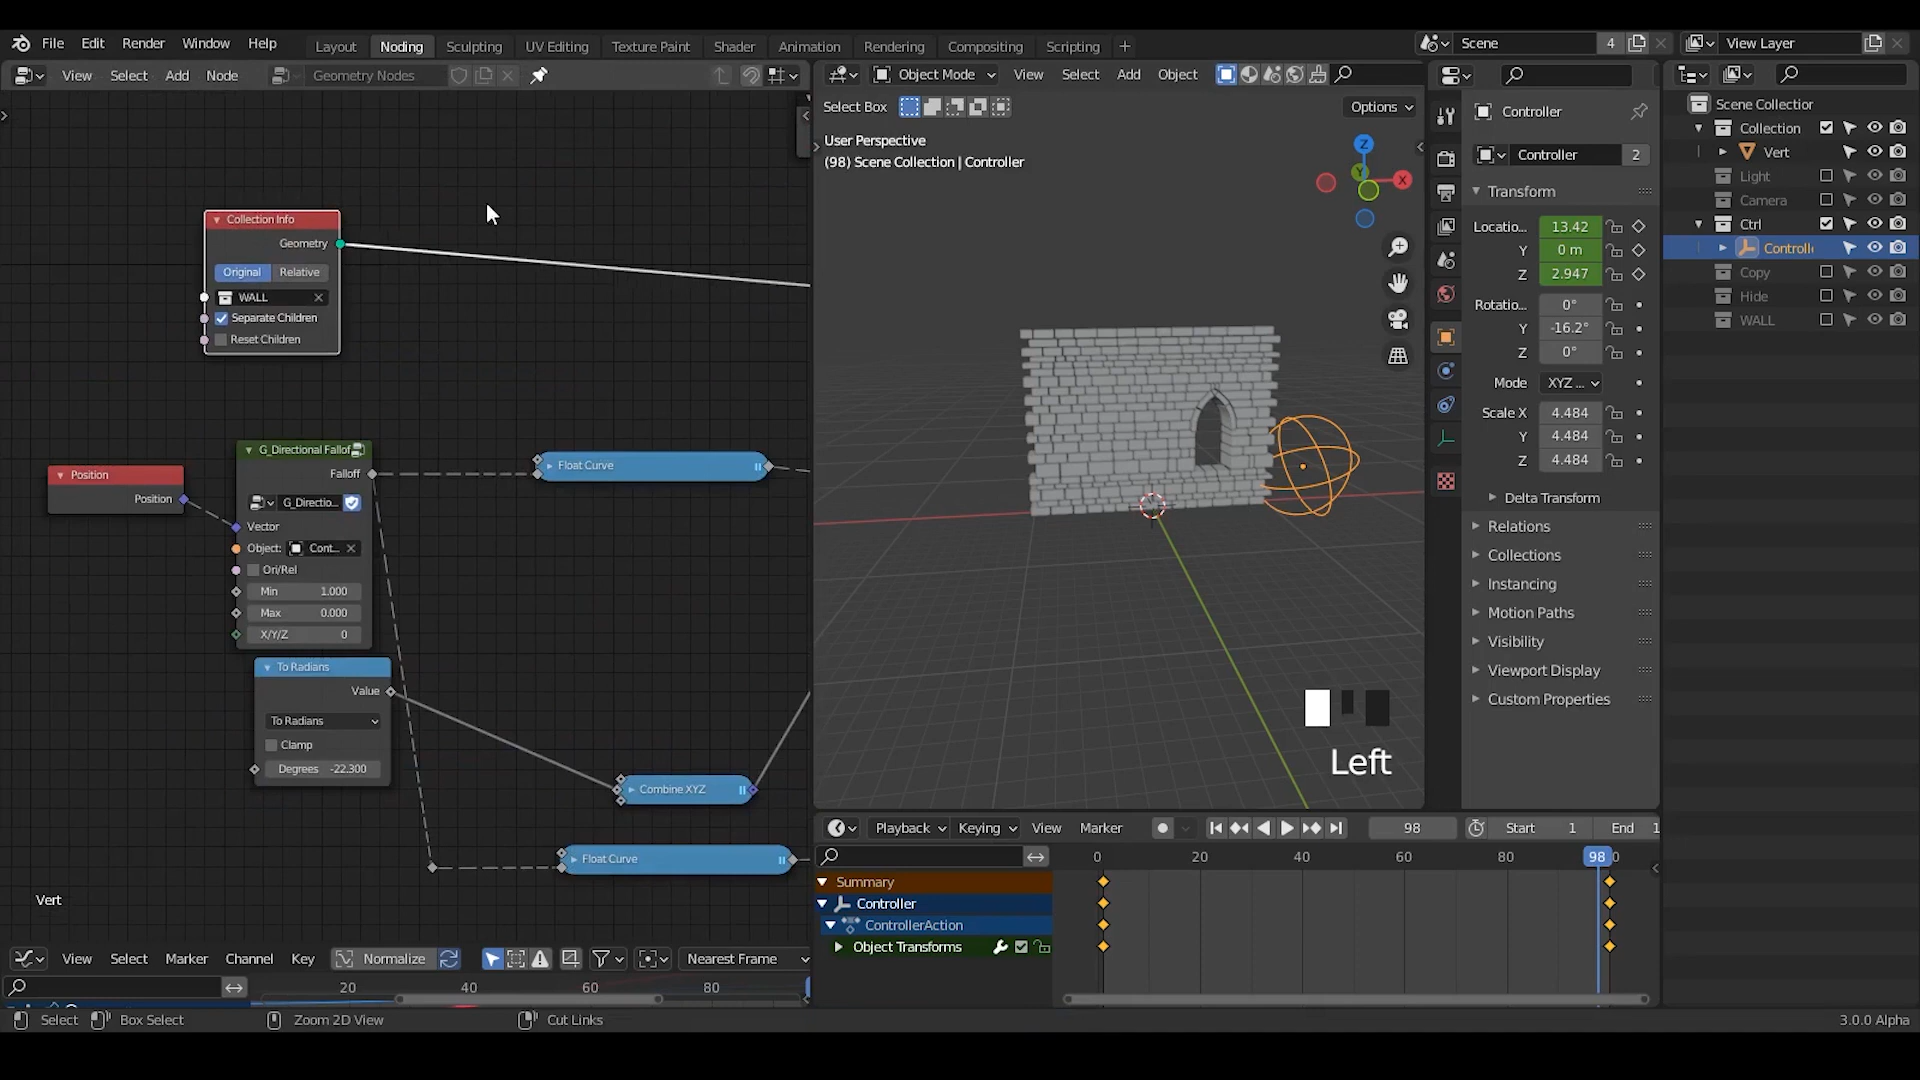 File Edit Render Window Help
Layout Noding Sculpting UV Editing Texture Paint Shader Animation Rendering Compositing Scripting +
Scene 4
View Layer
View Select Add Node Geometry Nodes
Object Mode View Select Add Object
Select Box
Options
User Perspective
(98) Scene Collection | Controller
Z
Y
X
Collection Info
Geometry
Original Relative
WALL
Separate Children
Reset Children
Position
Position
G_Directional Fallof
Falloff
G_Directio...
Vector
Object: Cont...
Ori/Rel
Min 1.000
Max 0.000
X/Y/Z 0
To Radians
Value
To Radians
Clamp
Degrees -22.300
Float Curve
Combine XYZ
Float Curve
Vert
Left
Controller
Controller 2
Transform
Locatio... 13.42
Y 0 m
Z 2.947
Rotatio... 0°
Y -16.2°
Z 0°
Mode XYZ ...
Scale X 4.484
Y 4.484
Z 4.484
Delta Transform
Relations
Collections
Instancing
Motion Paths
Visibility
Viewport Display
Custom Properties
Scene Collection
Collection
Vert
Light
Camera
Ctrl
Controlle
Copy
Hide
WALL
Playback Keying View Marker 98 Start 1 End 1
0 20 40 60 80 98 0
Summary
Controller
ControllerAction
Object Transforms
View Select Marker Channel Key Normalize Nearest Frame
20 40 60 80
Select Box Select Zoom 2D View Cut Links 3.0.0 Alpha